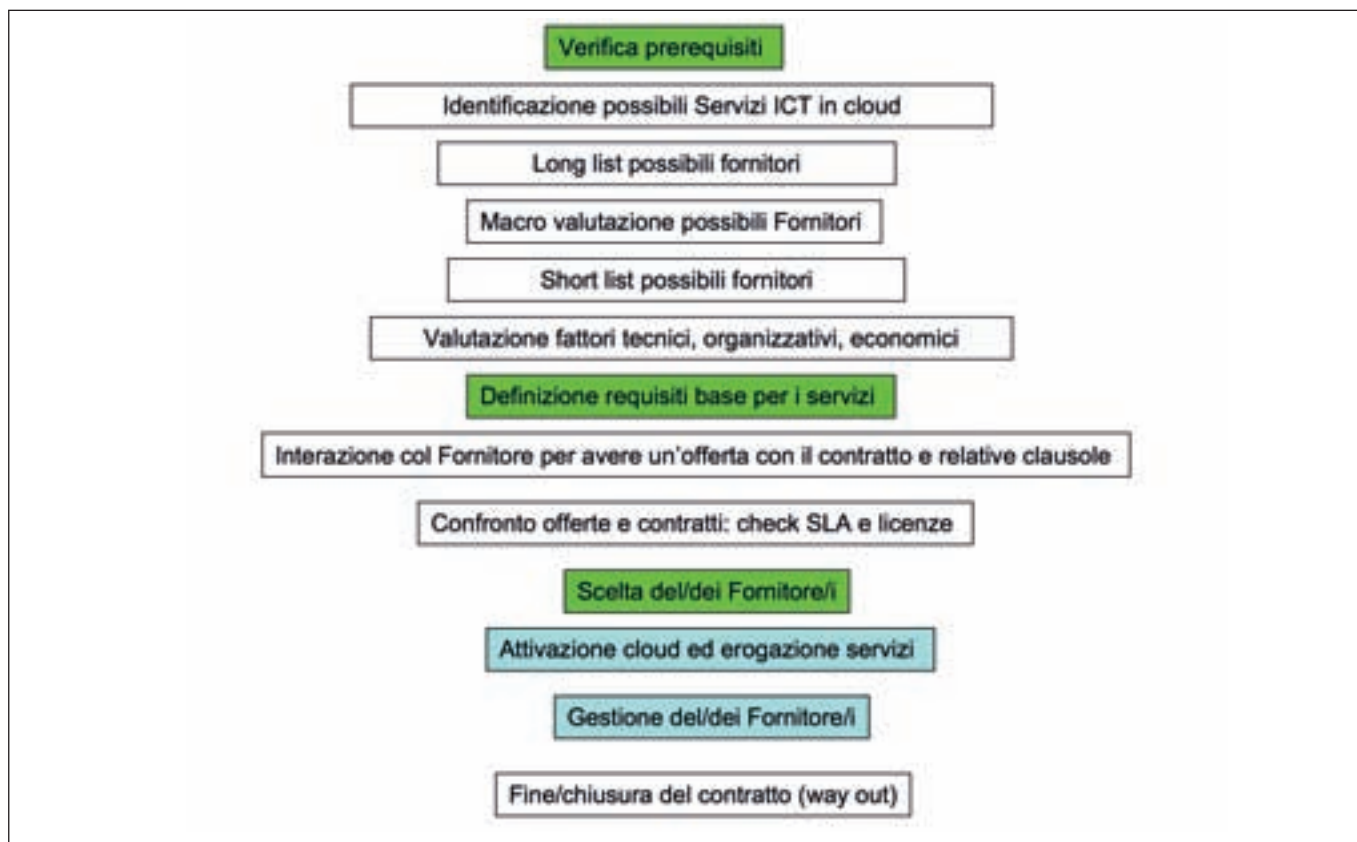 Verifica prerequisiti
Identificazione possibili Servizi ICT in cloud
Long list possibili fornitori
Macro valutazione possibili Fornitori
Short list possibili fornitori
Valutazione fattori tecnici, organizzativi, economici
Definizione requisiti base per i servizi
Interazione col Fornitore per avere un'offerta con il contratto e relative clausole
Confronto offerte e contratti: check SLA e licenze
Scelta del/dei Fornitore/i
Attivazione cloud ed erogazione servizi
Gestione del/dei Fornitore/i
Fine/chiusura del contratto (way out)